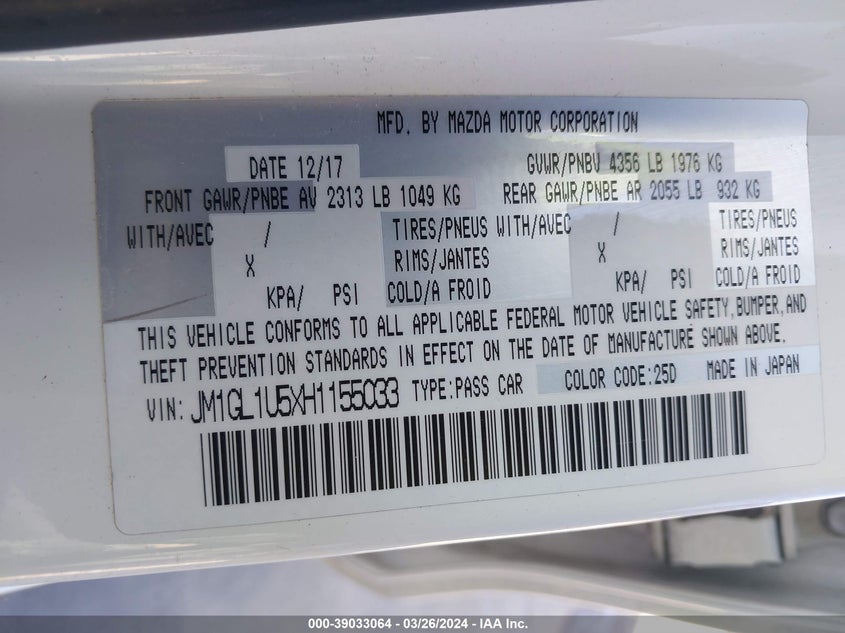 MFD. BY MAZDA MOTOR CORPORATION
DATE 12/17 GVWR/PNBV 4356 LB 1976 KG
FRONT GAWR/PNBE AV 2313 LB 1049 KG REAR GAWR/PNBE AR 2055 LB 932 KG
WITH/AVEC / TIRES/PNEUS WITH/AVEC / TIRES/PNEUS
X RIMS/JANTES X RIMS/JANTES
KPA/ PSI COLD/A FROID KPA/ PSI COLD/A FROID
THIS VEHICLE CONFORMS TO ALL APPLICABLE FEDERAL MOTOR VEHICLE SAFETY,BUMPER,AND
THEFT PREVENTION STANDARDS IN EFFECT ON THE DATE OF MANUFACTURE SHOWN ABOVE.
VIN: JM1GL1U5XH1155033 TYPE:PASS CAR COLOR CODE:25D MADE IN JAPAN
000-39033064 - 03/26/2024 - IAA Inc.